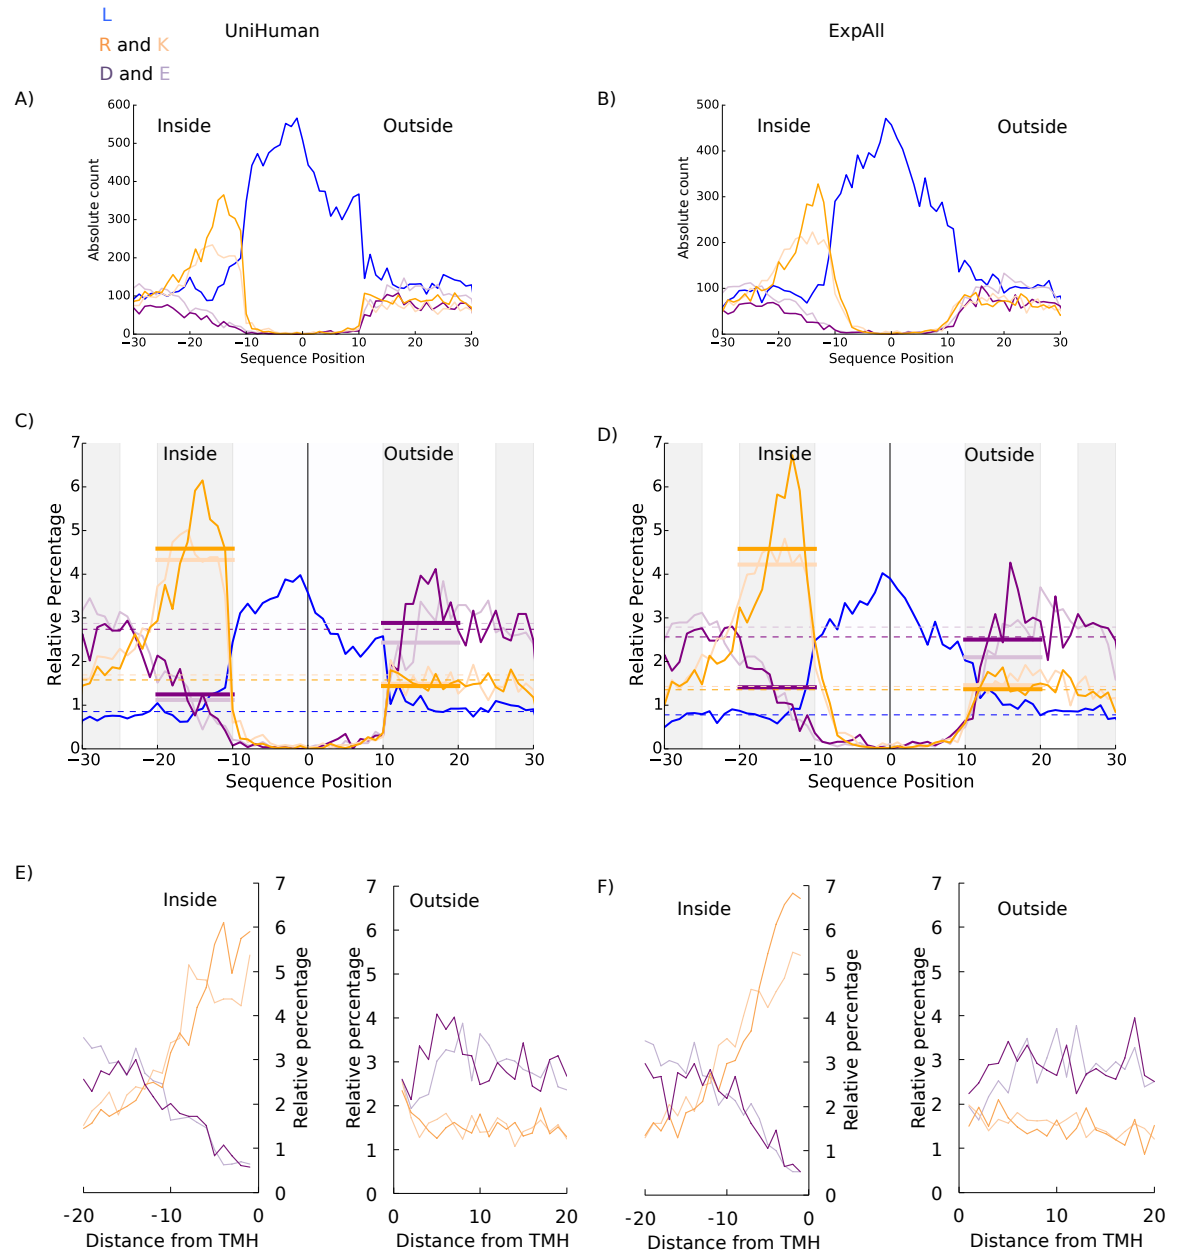 L
UniHuman
ExpAll
R and K
D and E
A)
B)
600
500
400
300
200
100
0
Absolute count
Inside
Outside
−30
−20
−10
0
10
20
30
Sequence Position
500
400
300
200
100
0
Absolute count
Inside
Outside
−30
−20
−10
0
10
20
30
Sequence Position
C)
D)
7
6
5
4
3
2
1
0
Relative Percentage
Inside
Outside
−30
−20
−10
0
10
20
30
Sequence Position
7
6
5
4
3
2
1
0
Relative Percentage
Inside
Outside
−30
−20
−10
0
10
20
30
Sequence Position
E)
F)
Inside
7
6
5
4
3
2
1
0
Relative percentage
-20
-10
0
Distance from TMH
7
6
5
4
3
2
1
0
Relative percentage
Outside
0
10
20
Distance from TMH
Inside
7
6
5
4
3
2
1
0
Relative percentage
-20
-10
0
Distance from TMH
7
6
5
4
3
2
1
0
Relative percentage
Outside
0
10
20
Distance from TMH